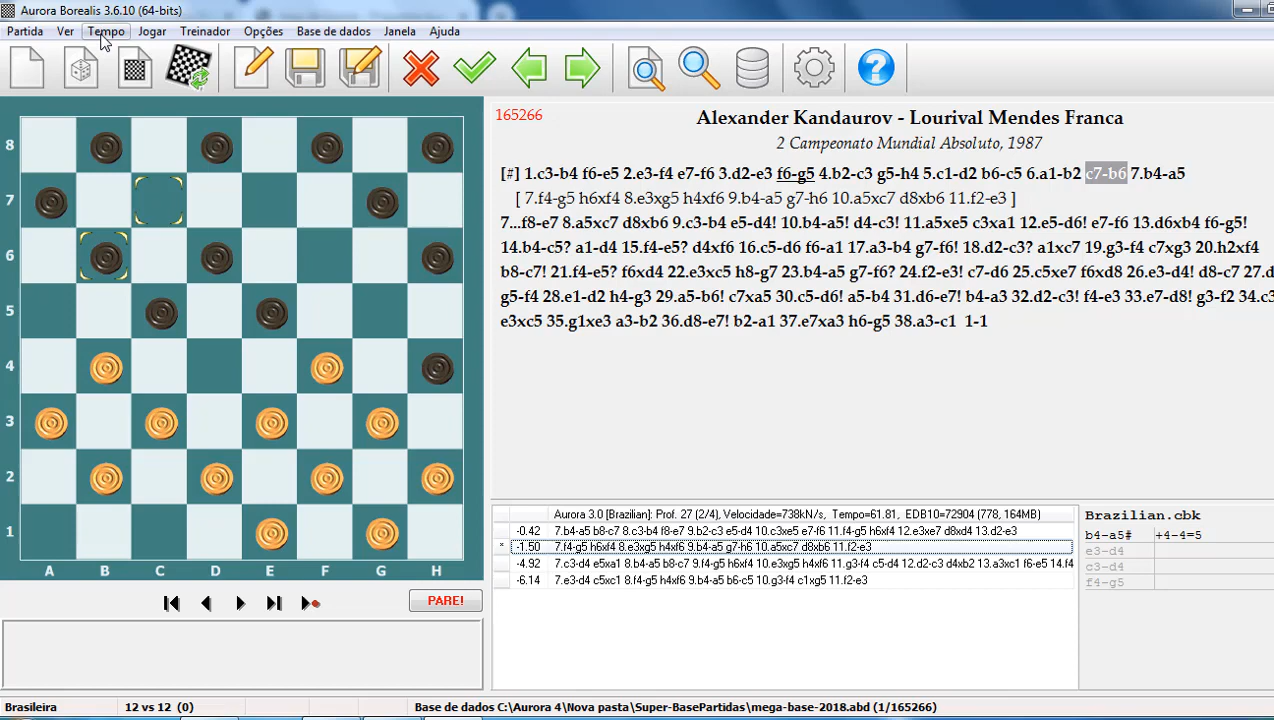 Aurora Borealis 3.6.10 (64-bits)
Partida Ver Tempo Jogar Treinador Opções Base de dados Janela Ajuda
165266
Alexander Kandaurov - Lourival Mendes Franca
2 Campeonato Mundial Absoluto, 1987
[#] 1.c3-b4 f6-e5 2.e3-f4 e7-f6 3.d2-e3 f6-g5 4.b2-c3 g5-h4 5.c1-d2 b6-c5 6.a1-b2 c7-b6 7.b4-a5
[ 7.f4-g5 h6xf4 8.e3xg5 h4xf6 9.b4-a5 g7-h6 10.a5xc7 d8xb6 11.f2-e3 ]
7...f8-e7 8.a5xc7 d8xb6 9.c3-b4 e5-d4! 10.b4-a5! d4-c3! 11.a5xe5 c3xa1 12.e5-d6! e7-f6 13.d6xb4 f6-g5!
14.b4-c5? a1-d4 15.f4-e5? d4xf6 16.c5-d6 f6-a1 17.a3-b4 g7-f6! 18.d2-c3? a1xc7 19.g3-f4 c7xg3 20.h2xf4
b8-c7! 21.f4-e5? f6xd4 22.e3xc5 h8-g7 23.b4-a5 g7-f6? 24.f2-e3! c7-d6 25.c5xe7 f6xd8 26.e3-d4! d8-c7 27.d
g5-f4 28.e1-d2 h4-g3 29.a5-b6! c7xa5 30.c5-d6! a5-b4 31.d6-e7! b4-a3 32.d2-c3! f4-e3 33.e7-d8! g3-f2 34.c3
e3xc5 35.g1xe3 a3-b2 36.d8-e7! b2-a1 37.e7xa3 h6-g5 38.a3-c1 1-1
8
7
6
5
4
3
2
1
A B C D E F G H
PARE!
Aurora 3.0 [Brazilian]: Prof. 27 (2/4), Velocidade=738kN/s, Tempo=61.81, EDB10=72904 (778, 164MB)
-0.42 7.b4-a5 b8-c7 8.c3-b4 f8-e7 9.b2-c3 e5-d4 10.c3xe5 e7-f6 11.f4-g5 h6xf4 12.e3xe7 d8xd4 13.d2-e3
* -1.50 7.f4-g5 h6xf4 8.e3xg5 h4xf6 9.b4-a5 g7-h6 10.a5xc7 d8xb6 11.f2-e3
-4.92 7.c3-d4 e5xa1 8.b4-a5 b8-c7 9.f4-g5 h6xf4 10.e3xg5 h4xf6 11.g3-f4 c5-d4 12.d2-c3 d4xb2 13.a3xc1 f6-e5 14.f4
-6.14 7.e3-d4 c5xc1 8.f4-g5 h4xf6 9.b4-a5 b6-c5 10.g3-f4 c1xg5 11.f2-e3
Brazilian.cbk
b4-a5# +4-4=5
e3-d4
c3-d4
f4-g5
Brasileira 12 vs 12 (0) Base de dados C:\Aurora 4\Nova pasta\Super-BasePartidas\mega-base-2018.abd (1/165266)